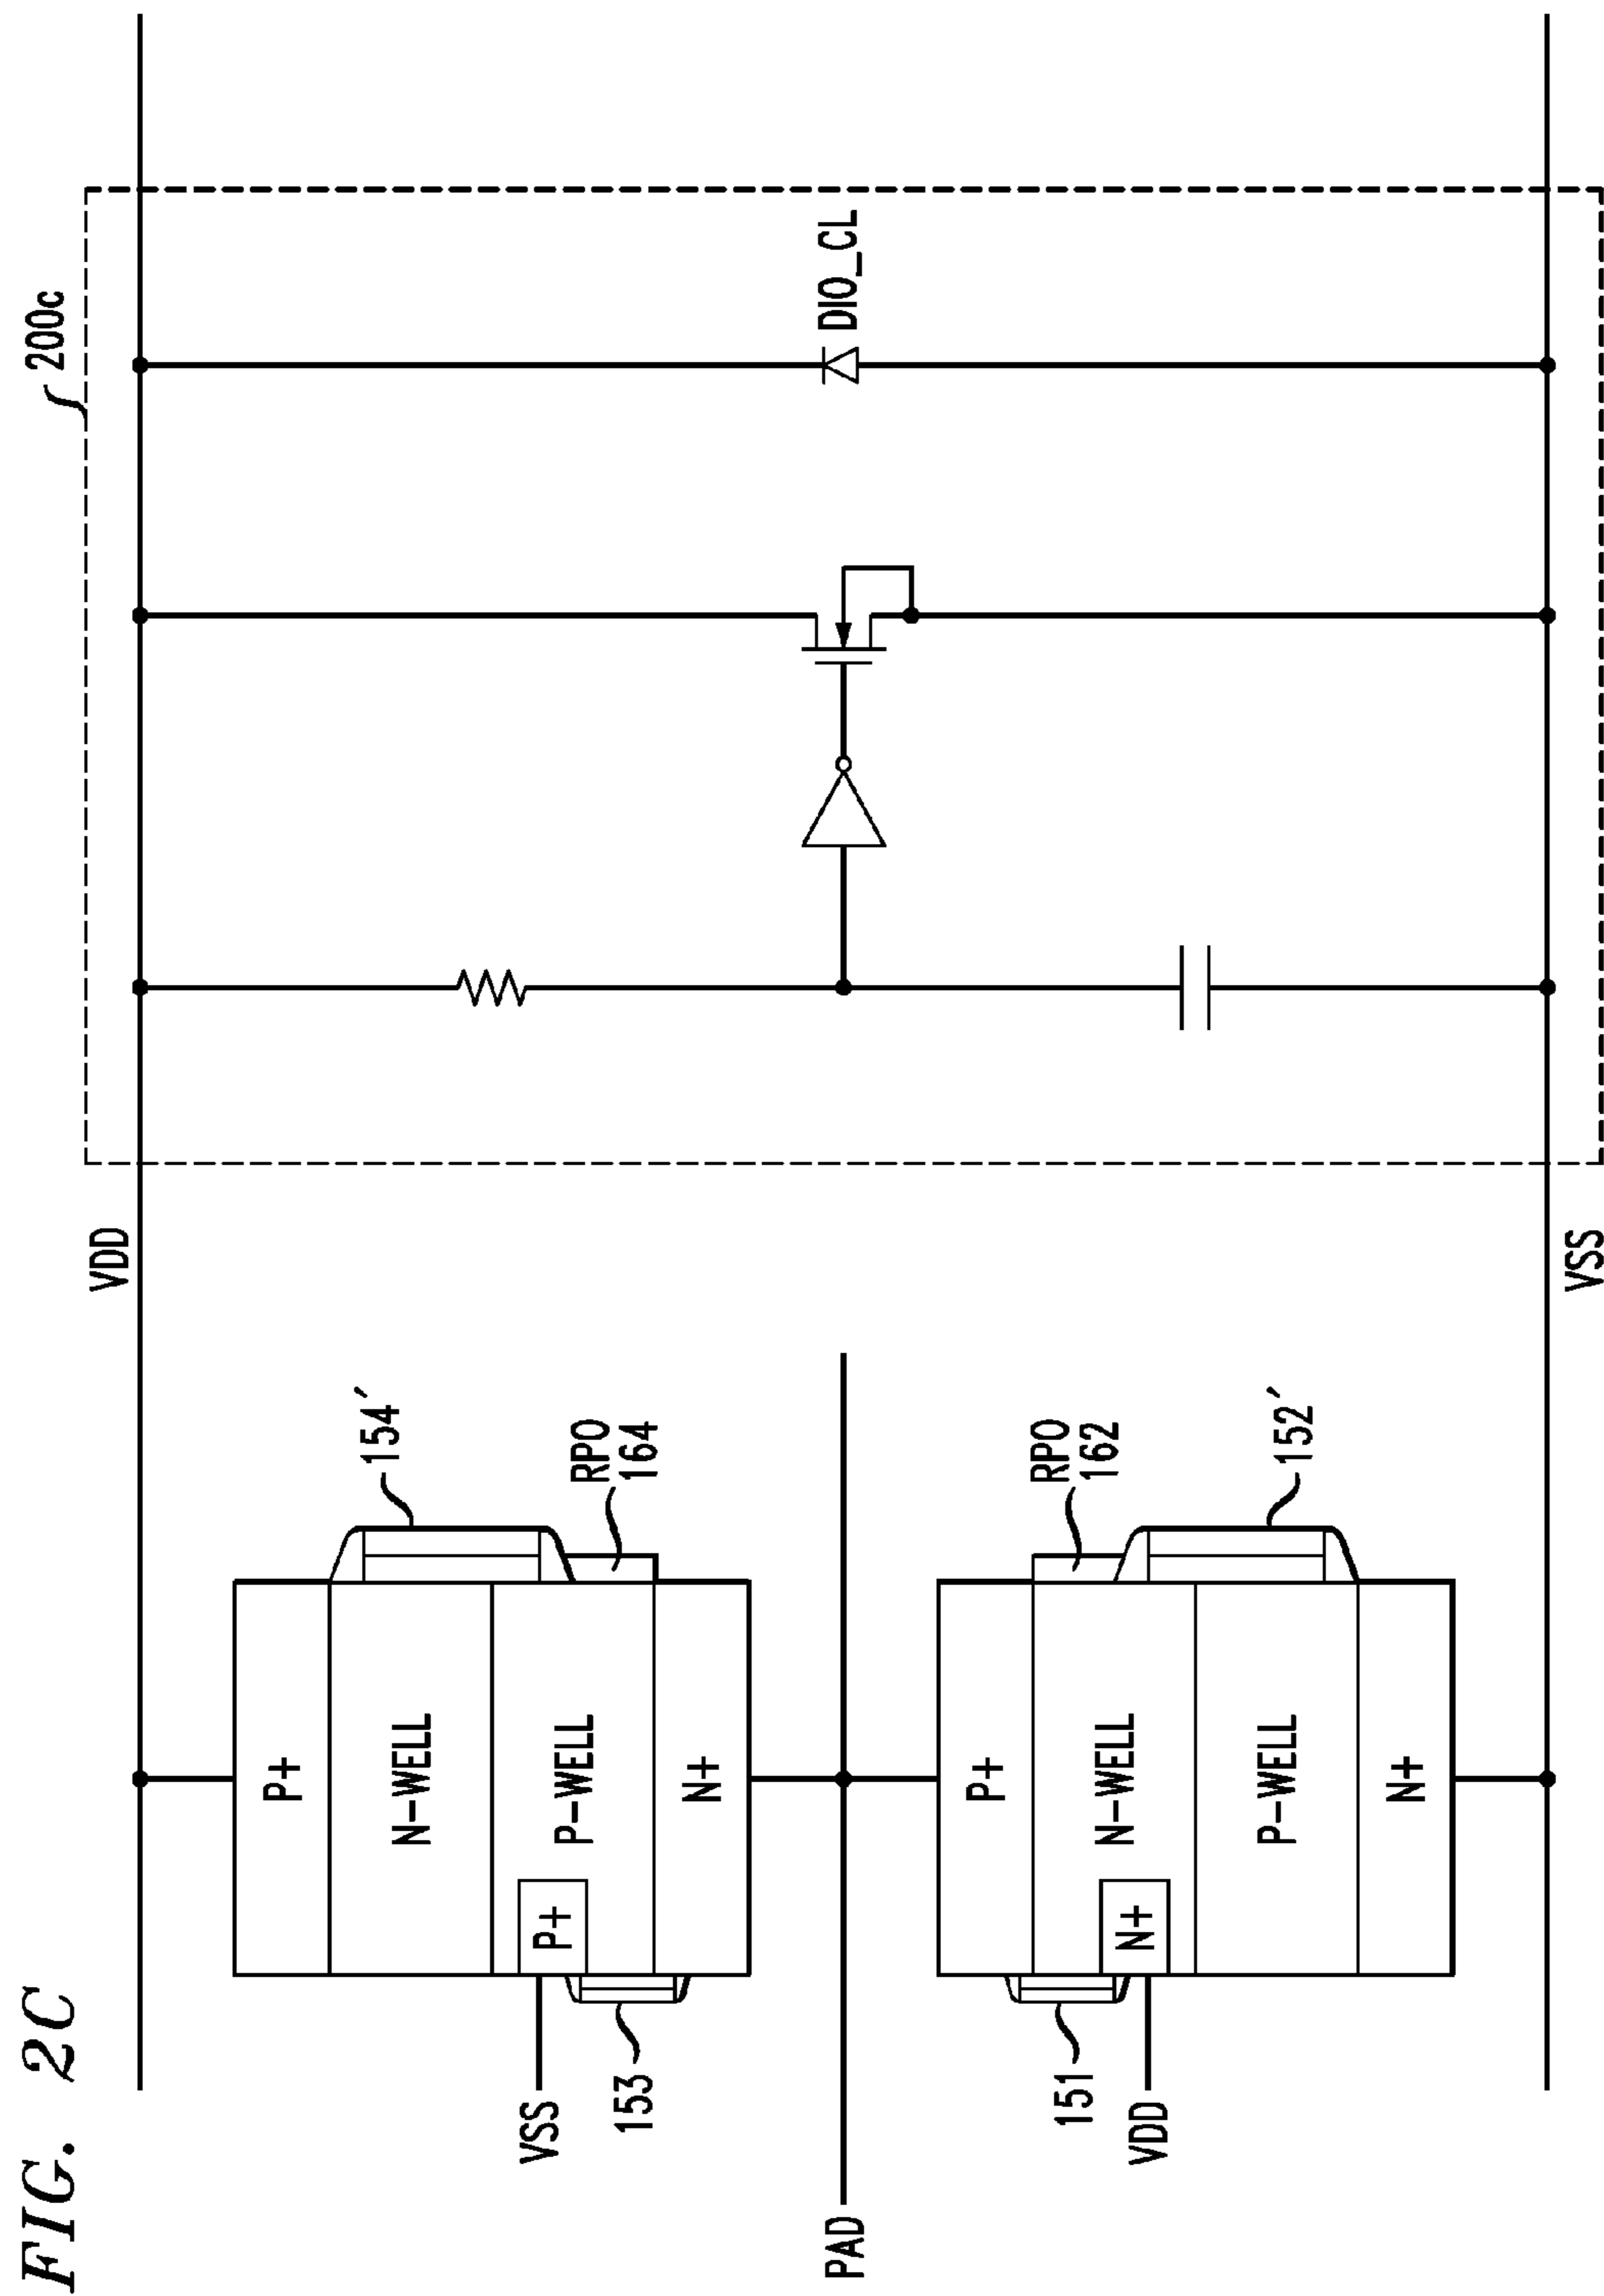 FIG. 2C
200c
VDD
P+
N-WELL
P-WELL
N+
P+
VSS
153
154′
RPO
164
PAD
P+
N-WELL
P-WELL
N+
N+
151
VDD
RPO
162
152′
VSS
DIO_CL